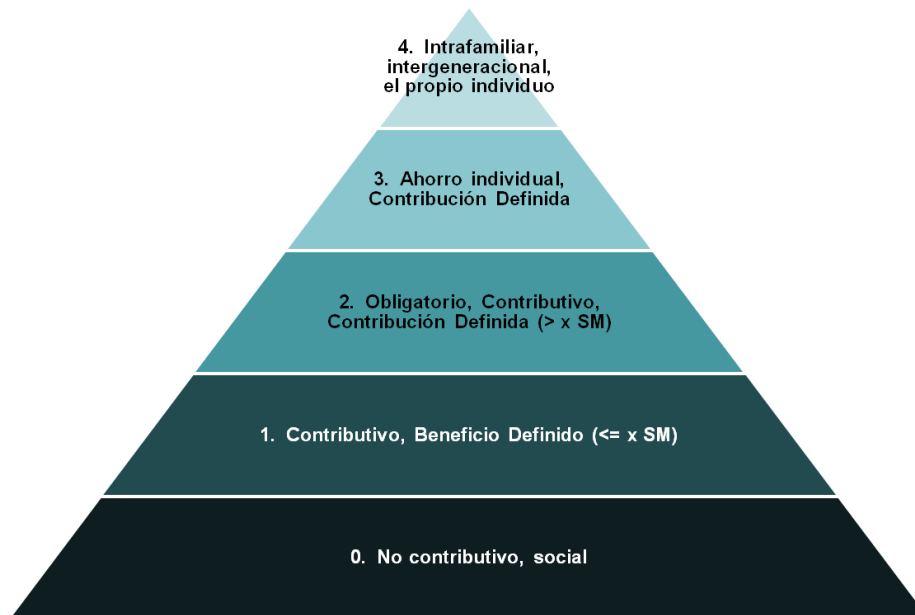 4. Intrafamiliar,
intergeneracional,
el propio individuo
3. Ahorro individual,
Contribución Definida
2. Obligatorio, Contributivo,
Contribución Definida (> x SM)
1. Contributivo, Beneficio Definido (<= x SM)
0. No contributivo, social